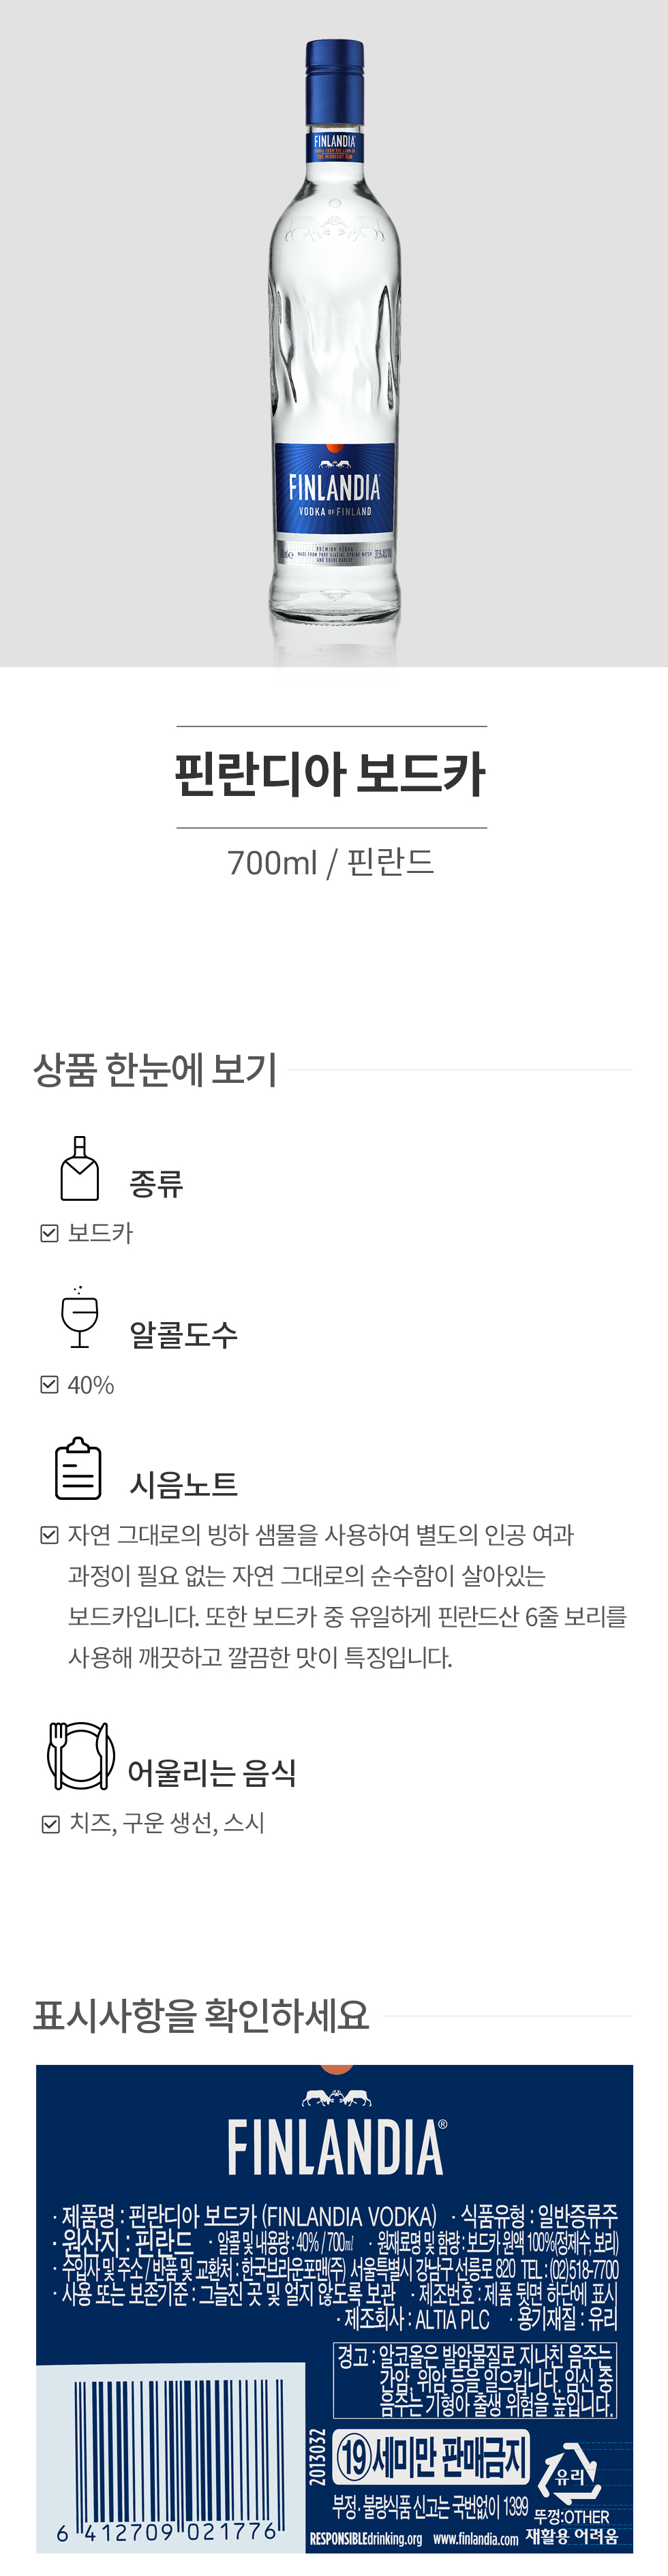 FINLANDIA
VODKA FROM THE LAND OF
THE MIDNIGHT SUN
FINLANDIA
VODKA OF FINLAND
PREMIUM VODKA
MADE FROM PURE GLACIAL SPRING WATER
AND SUOMI BARLEY
핀란디아 보드카
700ml / 핀란드
상품 한눈에 보기
종류
보드카
알콜도수
40%
시음노트
자연 그대로의 빙하 샘물을 사용하여 별도의 인공 여과
과정이 필요 없는 자연 그대로의 순수함이 살아있는
보드카입니다. 또한 보드카 중 유일하게 핀란드산 6줄 보리를
사용해 깨끗하고 깔끔한 맛이 특징입니다.
어울리는 음식
치즈, 구운 생선, 스시
표시사항을 확인하세요
FINLANDIA®
· 제품명 : 핀란디아 보드카 (FINLANDIA VODKA) · 식품유형 : 일반증류주
· 원산지 : 핀란드 · 알콜 및 내용량 : 40% / 700㎖ · 원재료명 및 함량 : 보드카 원액 100%(정제수, 보리)
· 수입사 및 주소 / 반품 및 교환처 : 한국브라운포맨(주) 서울특별시 강남구 선릉로 820 TEL : (02)518-7700
· 사용 또는 보존기준 : 그늘진 곳 및 얼지 않도록 보관 · 제조번호 : 제품 뒷면 하단에 표시
· 제조회사 : ALTIA PLC · 용기재질 : 유리
경고 : 알코올은 발암물질로 지나친 음주는
간암, 위암 등을 일으킵니다. 임신 중
음주는 기형아 출생 위험을 높입니다.
2013032
19세미만 판매금지
부정·불량식품 신고는 국번없이 1399
RESPONSIBLEdrinking.org www.finlandia.com
유리
뚜껑:OTHER
재활용 어려움
6 412709 021776